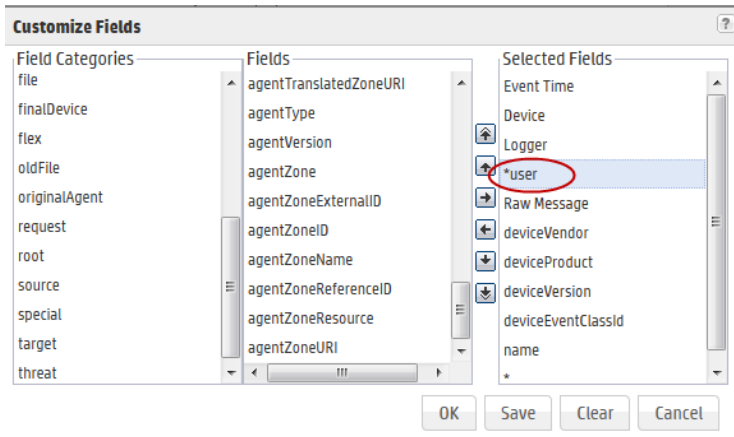 Customize Fields
?
Field Categories
file
finalDevice
flex
oldFile
originalAgent
request
root
source
special
target
threat
Fields
agentTranslatedZoneURI
agentType
agentVersion
agentZone
agentZoneExternalID
agentZoneID
agentZoneName
agentZoneReferenceID
agentZoneResource
agentZoneURI
Selected Fields
Event Time
Device
Logger
*user
Raw Message
deviceVendor
deviceProduct
deviceVersion
deviceEventClassId
name
*
OK
Save
Clear
Cancel